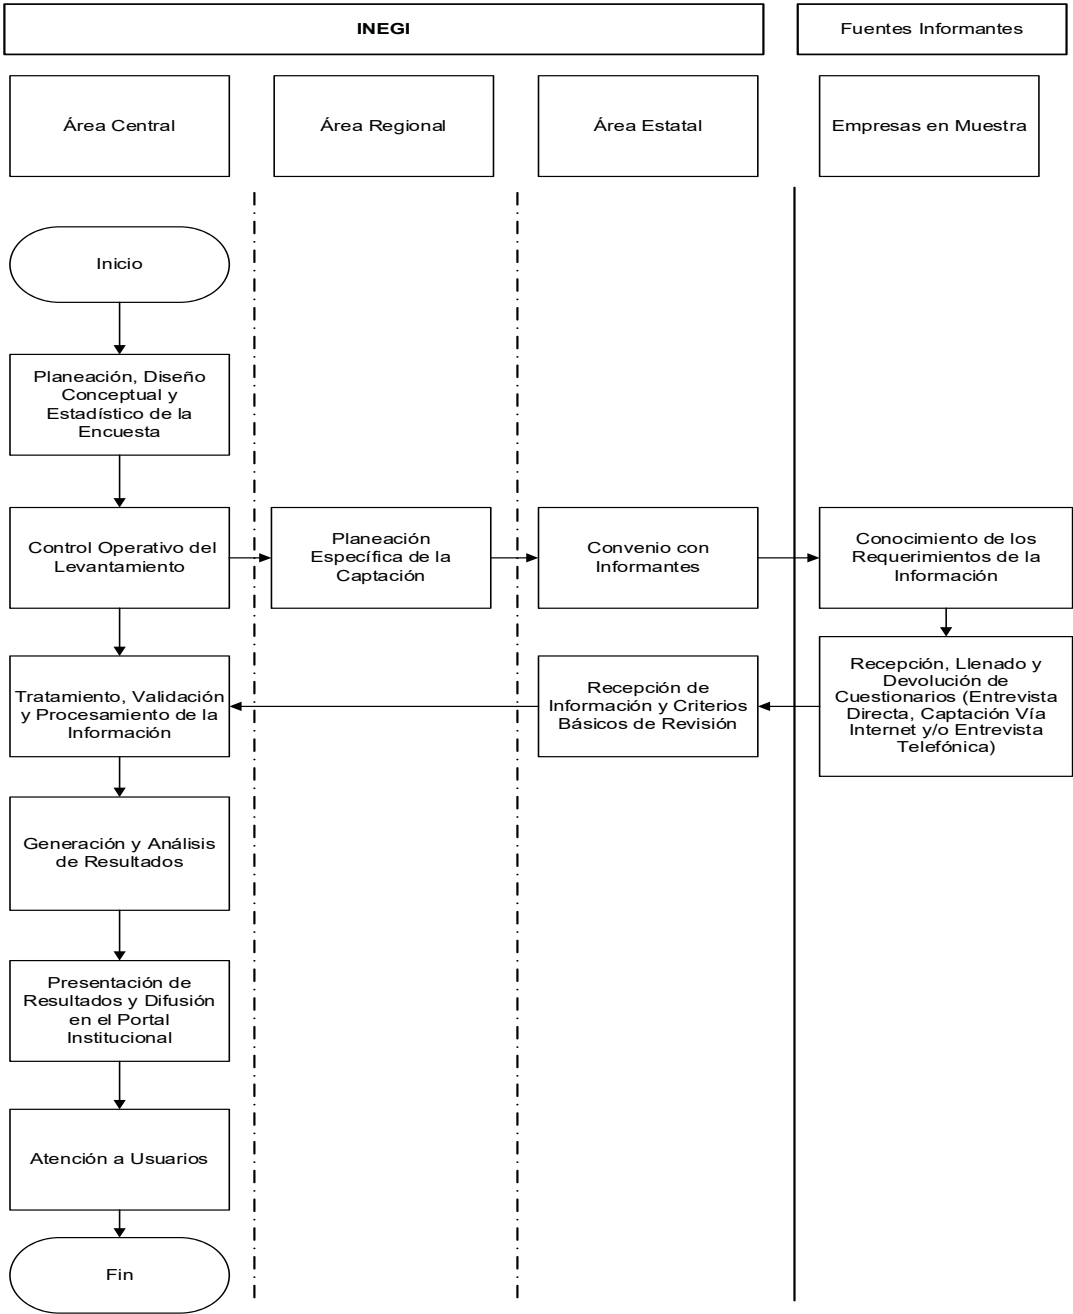 INEGI
Fuentes Informantes
Área Central
Área Regional
Área Estatal
Empresas en Muestra
Inicio
Planeación, Diseño
Conceptual y
Estadístico de la
Encuesta
Control Operativo del
Levantamiento
Planeación
Específica de la
Captación
Convenio con
Informantes
Conocimiento de los
Requerimientos de la
Información
Tratamiento, Validación
y Procesamiento de la
Información
Recepción de
Información y Criterios
Básicos de Revisión
Recepción, Llenado y
Devolución de
Cuestionarios (Entrevista
Directa, Captación Vía
Internet y/o Entrevista
Telefónica)
Generación y Análisis
de Resultados
Presentación de
Resultados y Difusión
en el Portal
Institucional
Atención a Usuarios
Fin